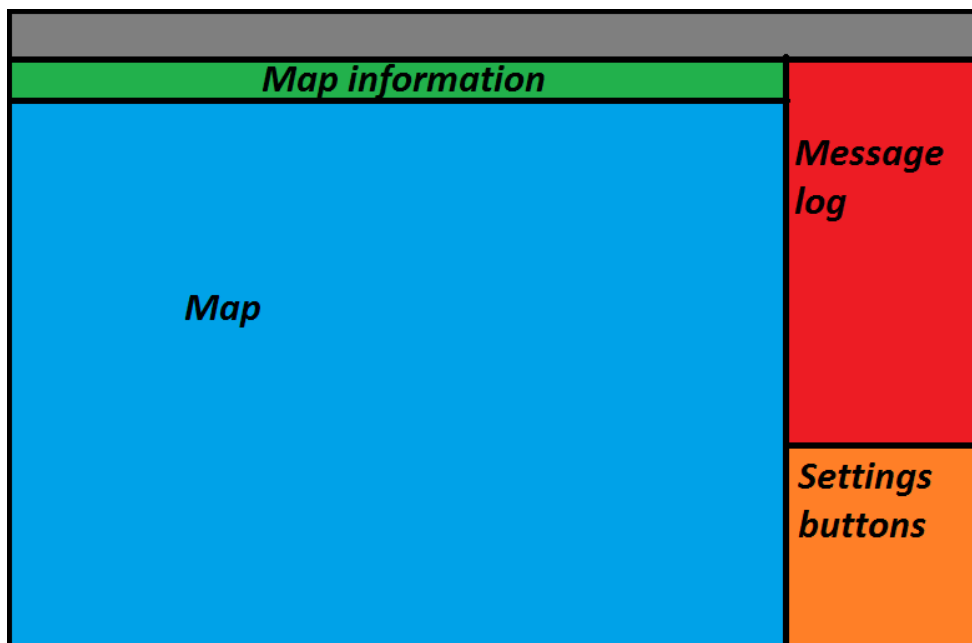 Map information
Message
log
Map
Settings
buttons